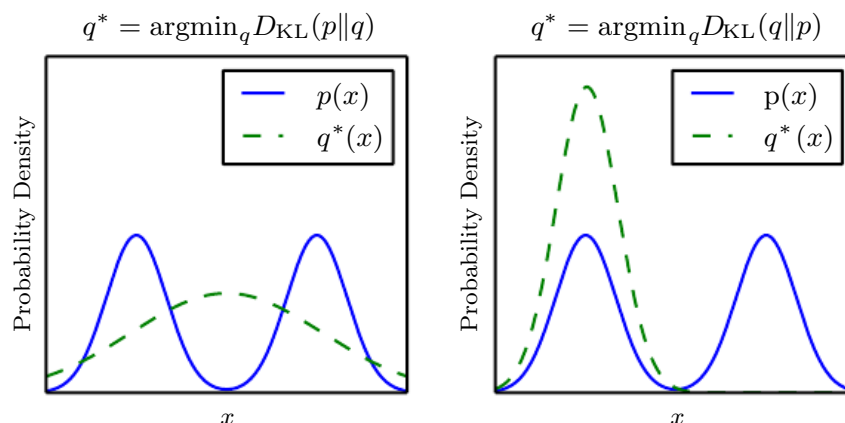 q* = argmin_q D_KL(p‖q)
p(x)
q*(x)
Probability Density
x
q* = argmin_q D_KL(q‖p)
p(x)
q*(x)
Probability Density
x